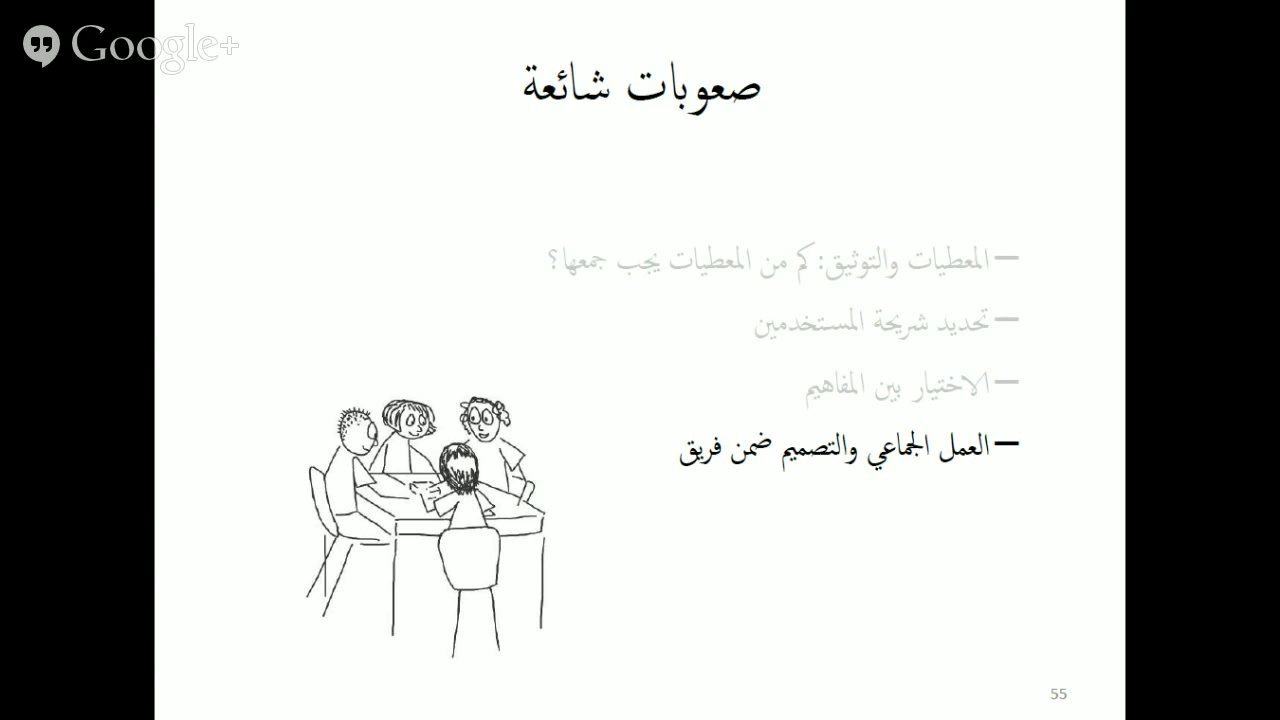 Google+
صعوبات شائعة
– المعطيات والتوثيق: كم من المعطيات يجب جمعها؟
– تحديد شريحة المستخدمين
– الاختيار بين المفاهيم
– العمل الجماعي والتصميم ضمن فريق
55